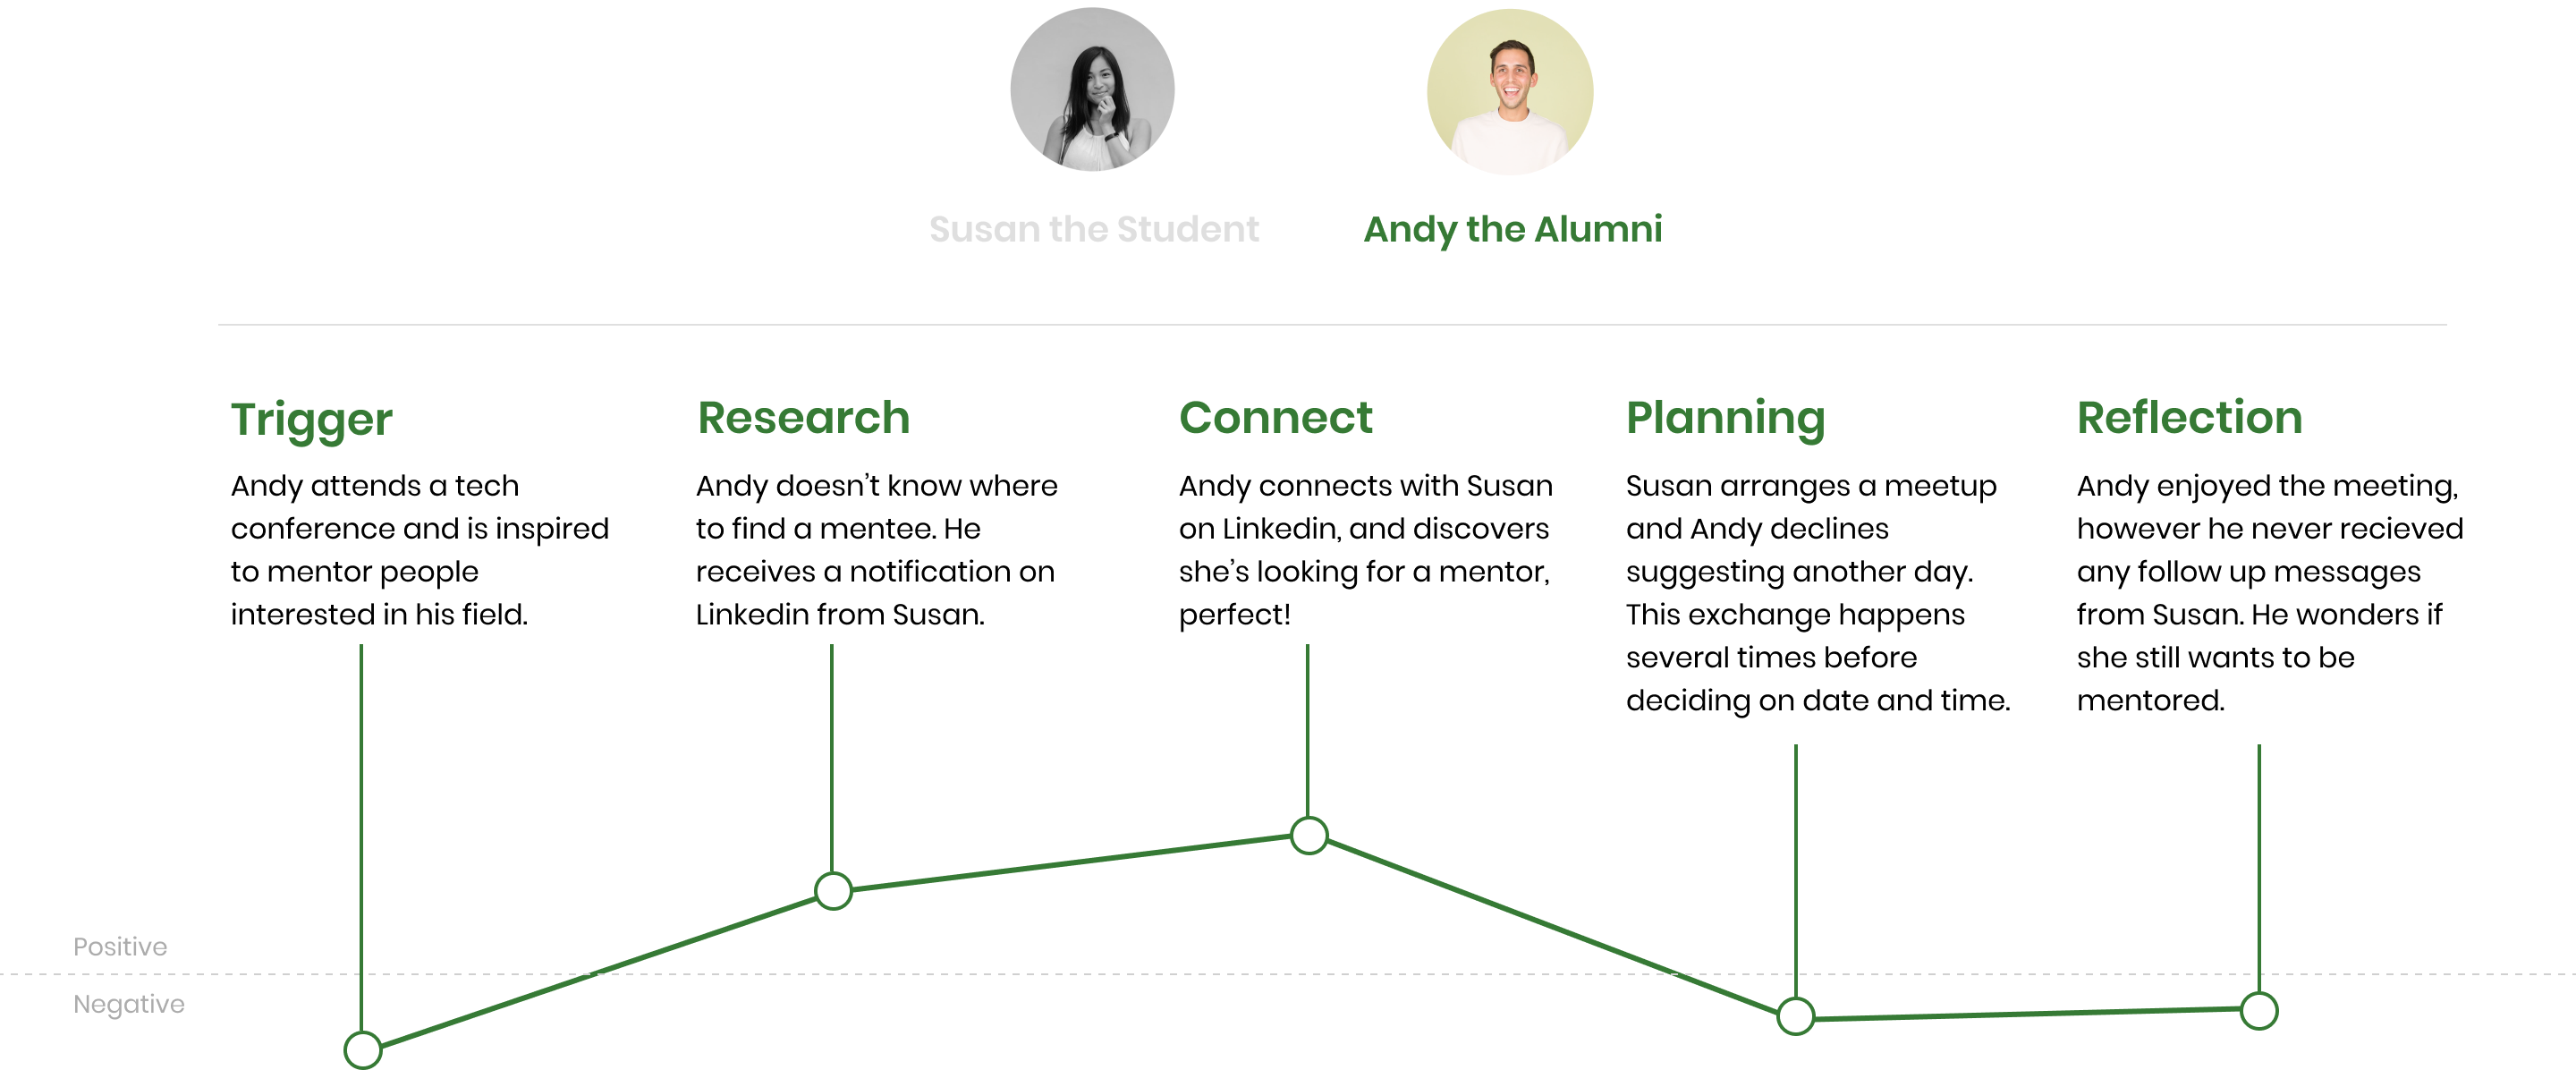 Susan the Student
Andy the Alumni
Trigger
Andy attends a tech
conference and is inspired
to mentor people
interested in his field.
Research
Andy doesn’t know where
to find a mentee. He
receives a notification on
Linkedin from Susan.
Connect
Andy connects with Susan
on Linkedin, and discovers
she’s looking for a mentor,
perfect!
Planning
Susan arranges a meetup
and Andy declines
suggesting another day.
This exchange happens
several times before
deciding on date and time.
Reflection
Andy enjoyed the meeting,
however he never recieved
any follow up messages
from Susan. He wonders if
she still wants to be
mentored.
Positive
Negative